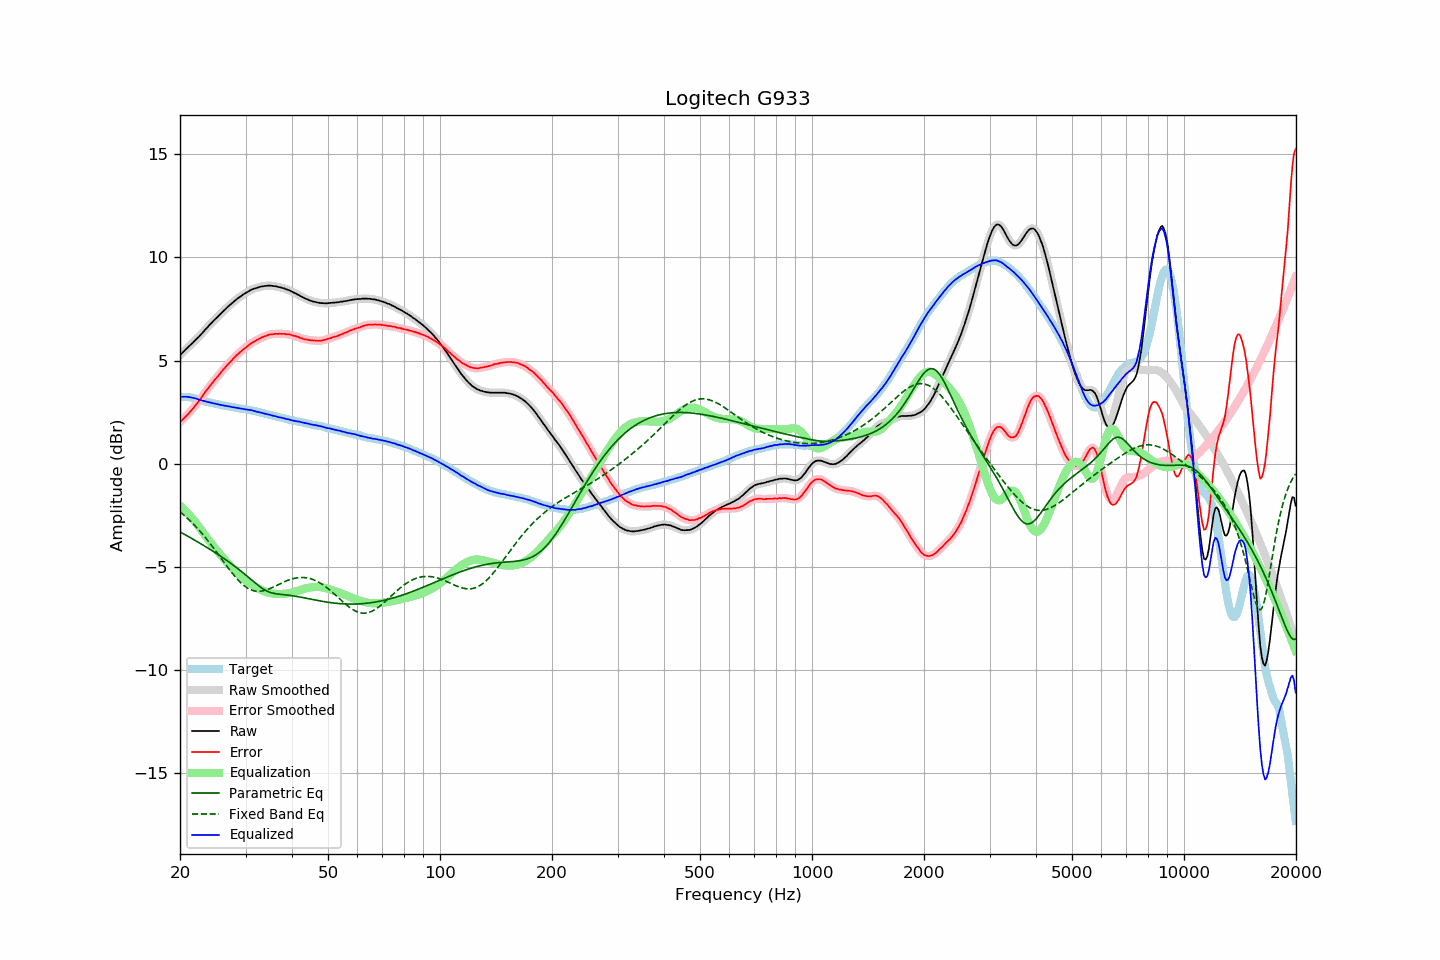 Logitech G933
Amplitude (dBr)
15
10
5
0
−5
−10
−15
Target
Raw Smoothed
Error Smoothed
Raw
Error
Equalization
Parametric Eq
Fixed Band Eq
Equalized
20 50 100 200 500 1000 2000 5000 10000 20000
Frequency (Hz)